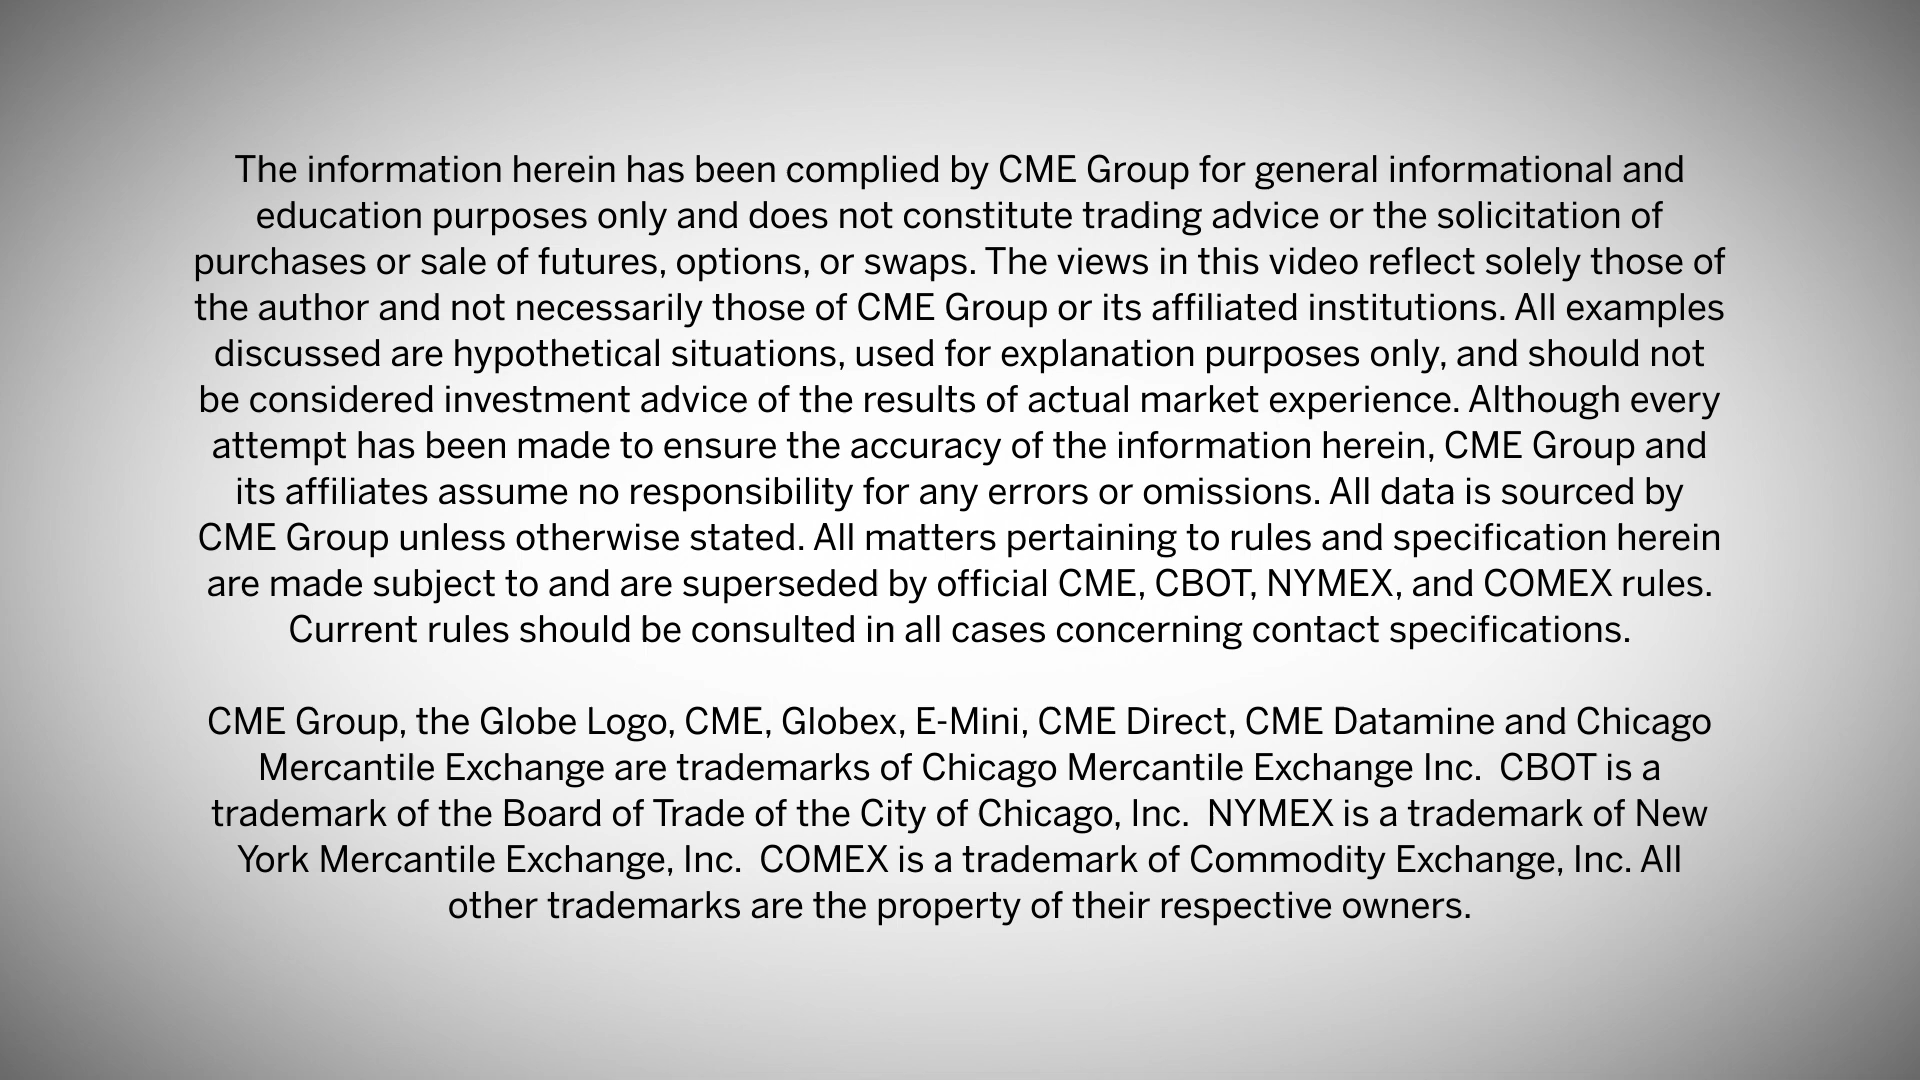 The information herein has been complied by CME Group for general informational and
education purposes only and does not constitute trading advice or the solicitation of
purchases or sale of futures, options, or swaps. The views in this video reflect solely those of
the author and not necessarily those of CME Group or its affiliated institutions. All examples
discussed are hypothetical situations, used for explanation purposes only, and should not
be considered investment advice of the results of actual market experience. Although every
attempt has been made to ensure the accuracy of the information herein, CME Group and
its affiliates assume no responsibility for any errors or omissions. All data is sourced by
CME Group unless otherwise stated. All matters pertaining to rules and specification herein
are made subject to and are superseded by official CME, CBOT, NYMEX, and COMEX rules.
Current rules should be consulted in all cases concerning contact specifications.
CME Group, the Globe Logo, CME, Globex, E-Mini, CME Direct, CME Datamine and Chicago
Mercantile Exchange are trademarks of Chicago Mercantile Exchange Inc.  CBOT is a
trademark of the Board of Trade of the City of Chicago, Inc.  NYMEX is a trademark of New
York Mercantile Exchange, Inc.  COMEX is a trademark of Commodity Exchange, Inc. All
other trademarks are the property of their respective owners.